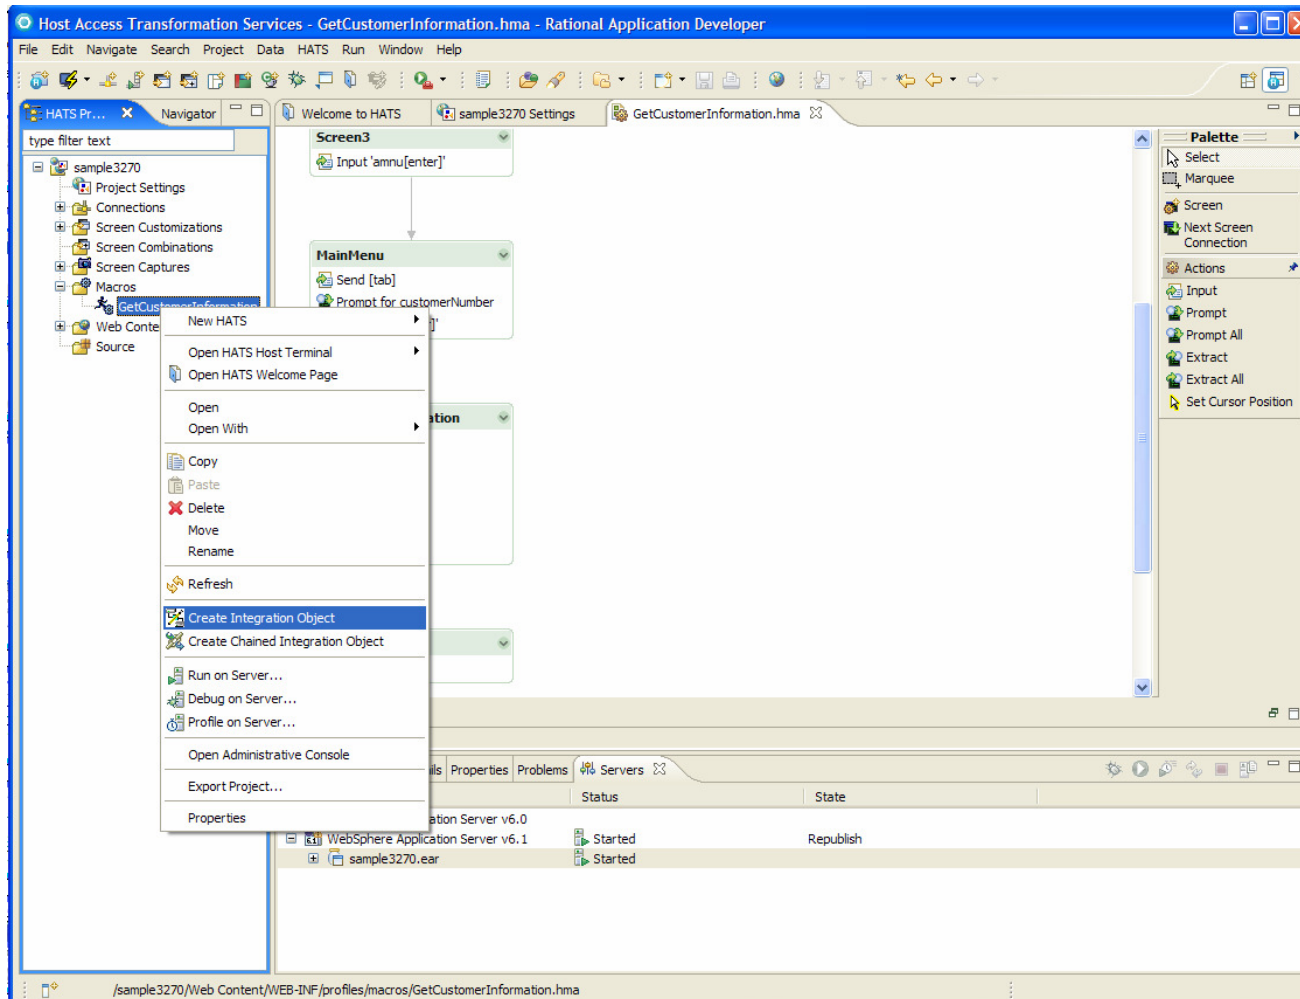 Host Access Transformation Services - GetCustomerInformation.hma - Rational Application Developer
File Edit Navigate Search Project Data HATS Run Window Help
HATS Pr... Navigator
Welcome to HATS sample3270 Settings GetCustomerInformation.hma
type filter text
sample3270
Project Settings
Connections
Screen Customizations
Screen Combinations
Screen Captures
Macros
GetCustomerInformation
Web Conte
Source
Screen3
Input 'amnu[enter]'
MainMenu
Send [tab]
Prompt for customerNumber
]'
ation
New HATS
Open HATS Host Terminal
Open HATS Welcome Page
Open
Open With
Copy
Paste
Delete
Move
Rename
Refresh
Create Integration Object
Create Chained Integration Object
Run on Server...
Debug on Server...
Profile on Server...
Open Administrative Console
Export Project...
Properties
Palette
Select
Marquee
Screen
Next Screen
Connection
Actions
Input
Prompt
Prompt All
Extract
Extract All
Set Cursor Position
ils Properties Problems Servers
Status State
ation Server v6.0
WebSphere Application Server v6.1 Started Republish
sample3270.ear Started
/sample3270/Web Content/WEB-INF/profiles/macros/GetCustomerInformation.hma